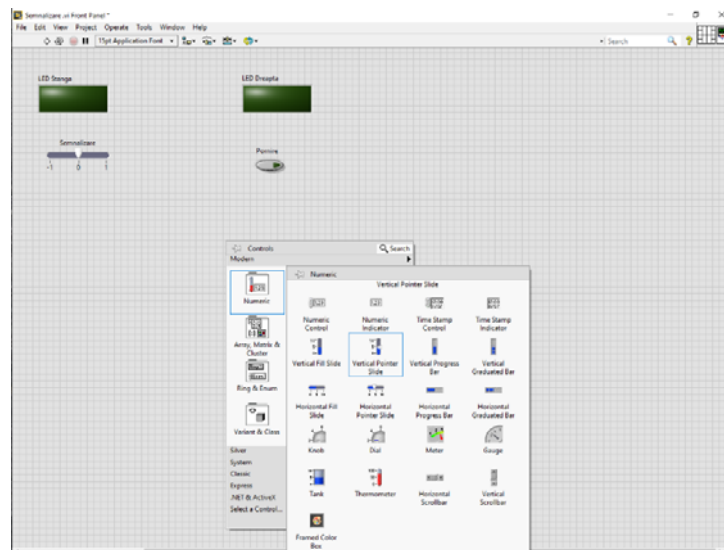 Semnalizare.vi Front Panel *
File Edit View Project Operate Tools Window Help
15pt Application Font Search
LED Stanga LED Dreapta
Semnalizare
Pornire
-1 0 1
Controls Search
Modern
Numeric
Vertical Pointer Slide
Numeric
Numeric Control Numeric Indicator Time Stamp Control Time Stamp Indicator
Array, Matrix & Cluster
Vertical Fill Slide Vertical Pointer Slide Vertical Progress Bar Vertical Graduated Bar
Ring & Enum
Horizontal Fill Slide Horizontal Pointer Slide Horizontal Progress Bar Horizontal Graduated Bar
Variant & Class
Knob Dial Meter Gauge
Silver
System
Classic
Express
.NET & ActiveX
Select a Control...
Tank Thermometer Horizontal Scrollbar Vertical Scrollbar
Framed Color Box